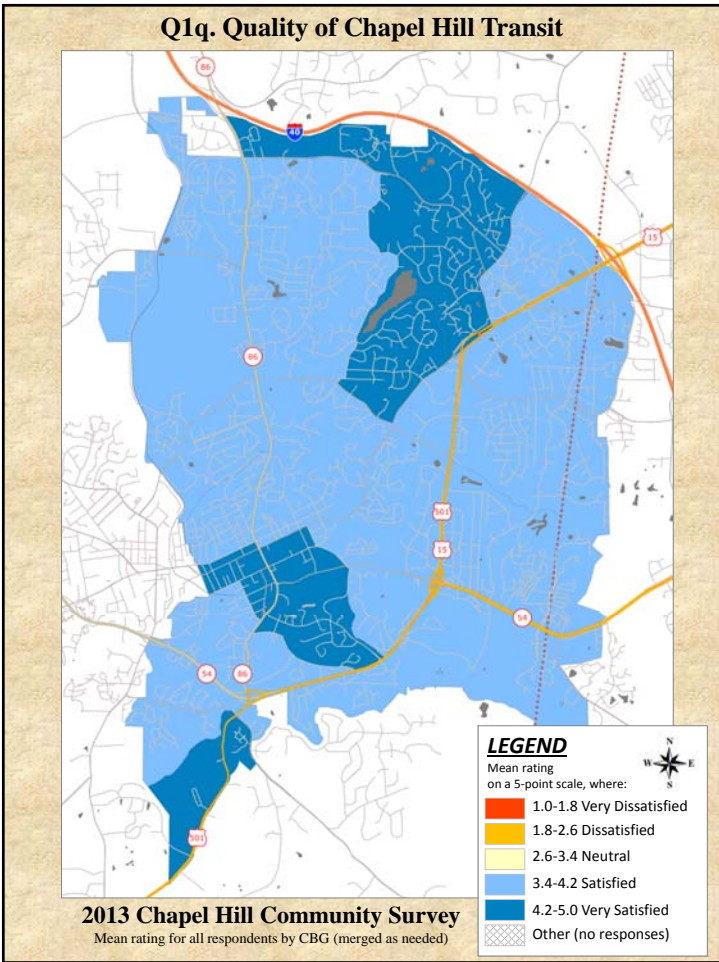 Q1q. Quality of Chapel Hill Transit
86
40
15
86
501
15
54
54
86
501
LEGEND
Mean rating
on a 5-point scale, where:
N
W E
S
1.0-1.8 Very Dissatisfied
1.8-2.6 Dissatisfied
2.6-3.4 Neutral
3.4-4.2 Satisfied
4.2-5.0 Very Satisfied
Other (no responses)
2013 Chapel Hill Community Survey
Mean rating for all respondents by CBG (merged as needed)